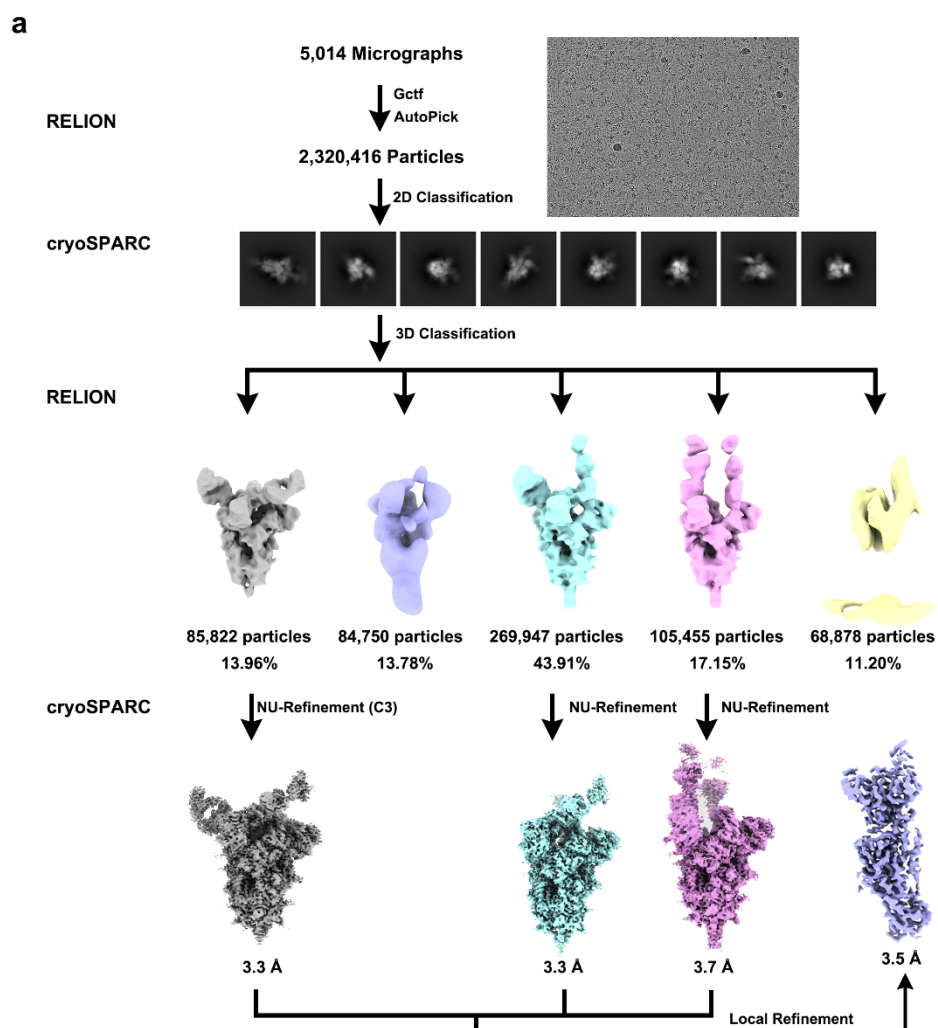 a
5,014 Micrographs
Gctf
AutoPick
RELION
2,320,416 Particles
2D Classification
cryoSPARC
3D Classification
RELION
85,822 particles 84,750 particles 269,947 particles 105,455 particles 68,878 particles
13.96% 13.78% 43.91% 17.15% 11.20%
cryoSPARC NU-Refinement (C3) NU-Refinement NU-Refinement
3.3 Å 3.3 Å 3.7 Å 3.5 Å
Local Refinement